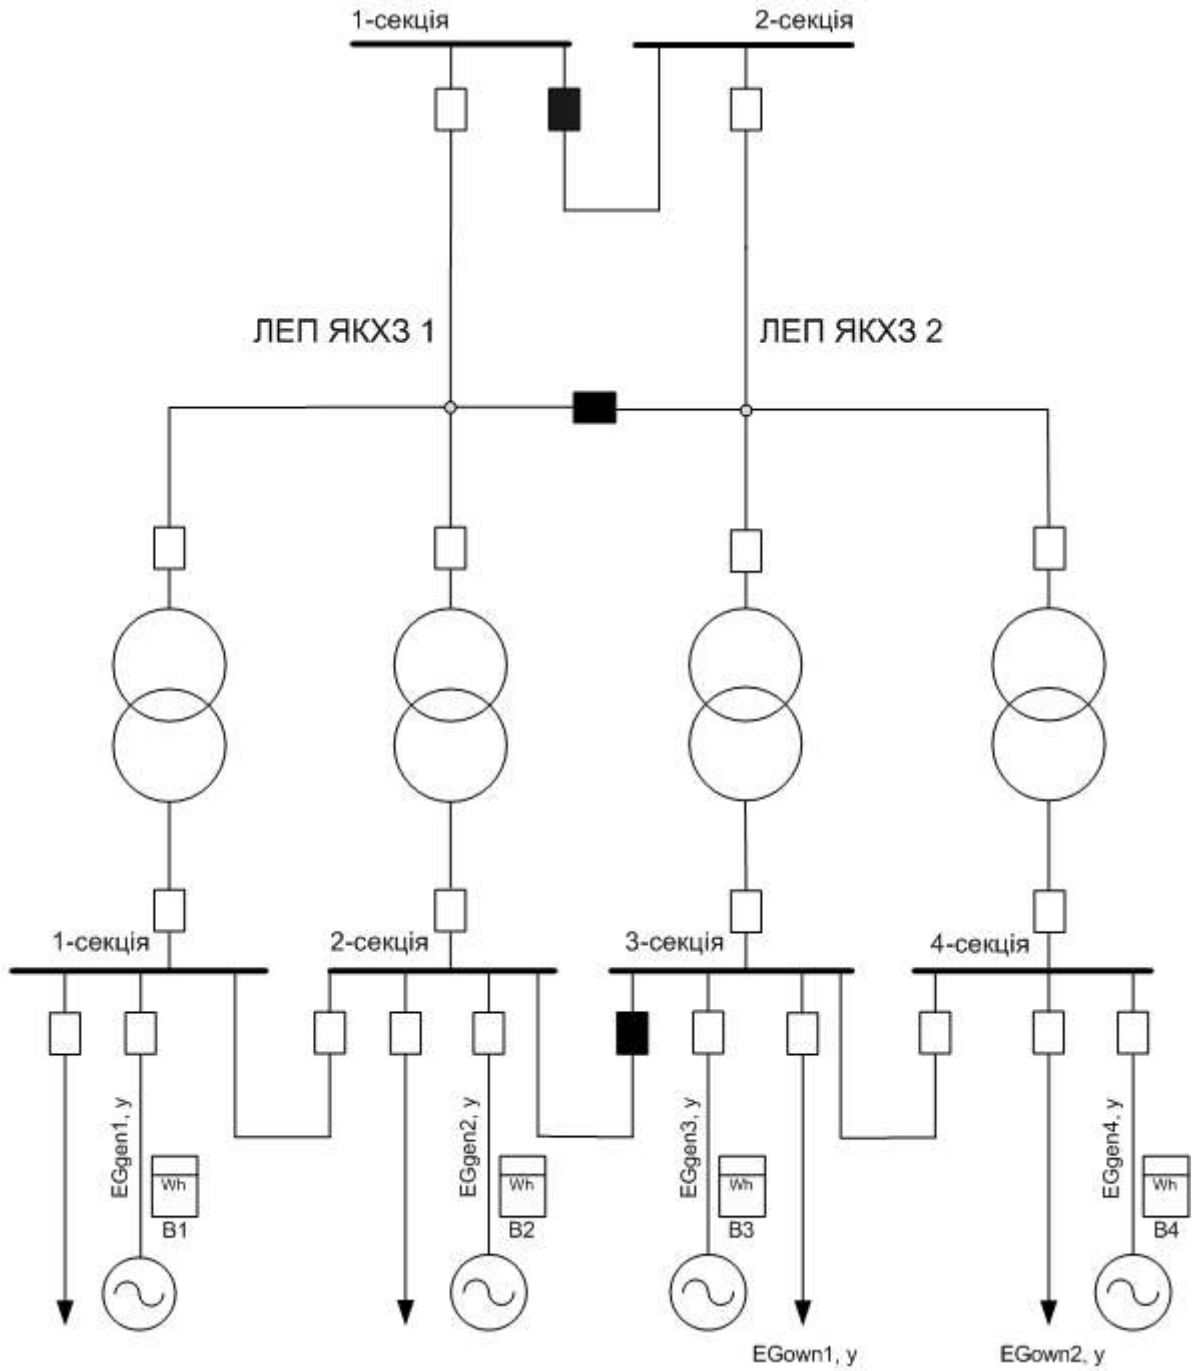 1-секція
2-секція
ЛЕП ЯКХЗ 1
ЛЕП ЯКХЗ 2
1-секція
2-секція
3-секція
4-секція
EGgen1, y
EGgen2, y
EGgen3, y
EGgen4, y
Wh
Wh
Wh
Wh
B1
B2
B3
B4
EGown1, y
EGown2, y